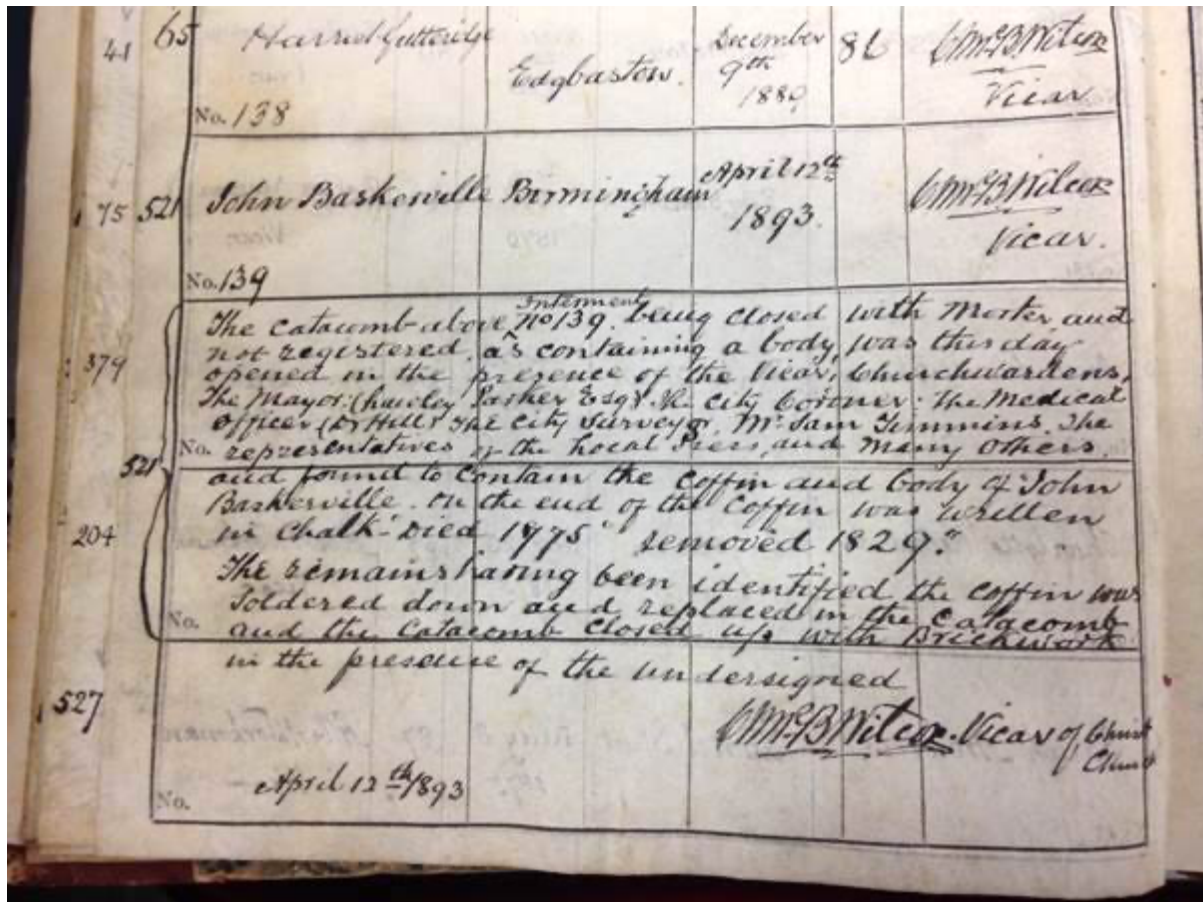 41 65 Harriet Gutteridge Edgbaston. December 9th 1889 86 Vicar
No. 138
75 521 John Baskerville Birmingham April 12th 1893. Wilcox Vicar.
No. 139
Interment
The Catacomb above No 139. being closed with Mortar and
379 not registered, as containing a body, was this day
opened in the presence of the Vicar, Churchwardens,
The Mayor, (Lawley Parker Esqr. The City Coroner. The Medical
Officer (Dr Hill) The City Surveyor, Mr. Sam Timmins. The
No. representatives of the Local Press, and Many Others.
521 and found to contain the Coffin and body of John
Baskerville. On the end of the Coffin was written
204 in Chalk "Died 1775" removed 1829."
The remains having been identified the coffin was
Soldered down and replaced in the Catacomb
No. and the Catacomb Closed up with Brickwork
in the presence of the undersigned
527 Wilcox. Vicar of Christ Church
April 12th 1893
No.